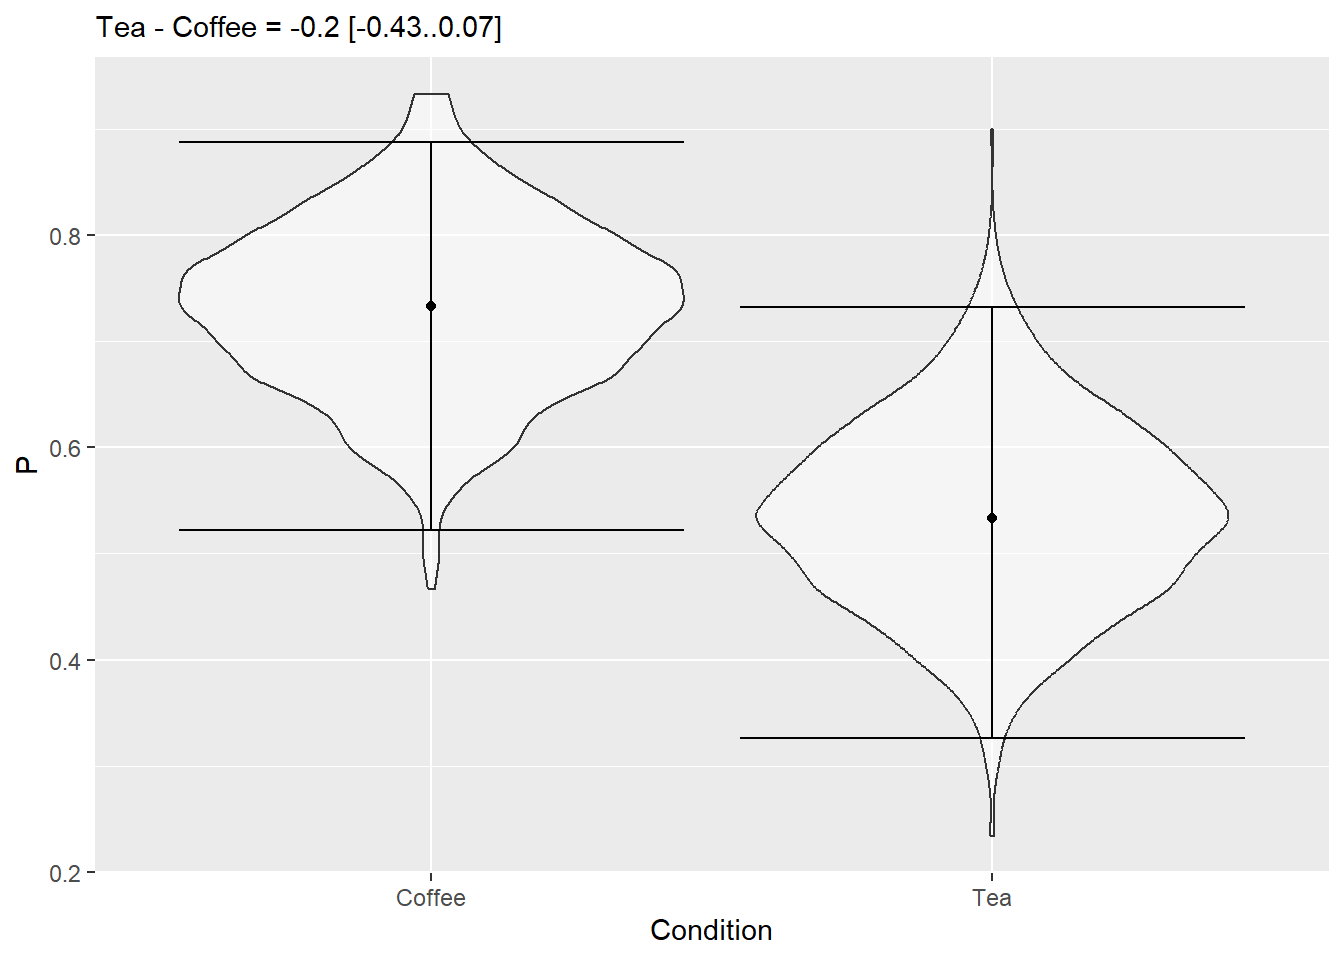 Tea - Coffee = -0.2 [-0.43..0.07]
P
0.8
0.6
0.4
0.2
Coffee
Tea
Condition